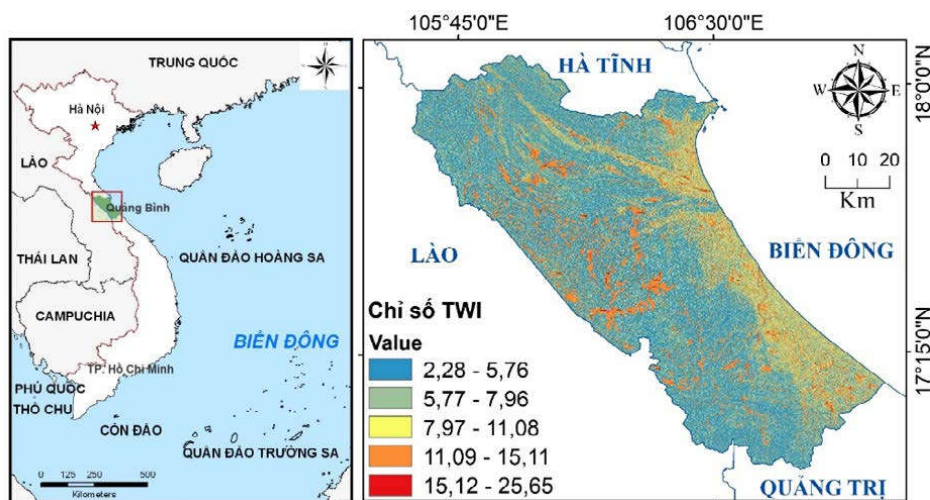 TRUNG QUỐC
Hà Nội
LÀO
Quảng Bình
THÁI LAN
QUẦN ĐẢO HOÀNG SA
CAMPUCHIA
BIỂN ĐÔNG
TP. Hồ Chí Minh
PHÚ QUỐC
THỔ CHU
CÔN ĐẢO
QUẦN ĐẢO TRƯỜNG SA
0 125 250 500
Kilometers
105°45'0"E 106°30'0"E
HÀ TĨNH
N
W E
S
18°0'0"N
0 10 20
Km
LÀO
BIỂN ĐÔNG
17°15'0"N
Chỉ số TWI
Value
2,28 - 5,76
5,77 - 7,96
7,97 - 11,08
11,09 - 15,11
15,12 - 25,65
QUẢNG TRỊ